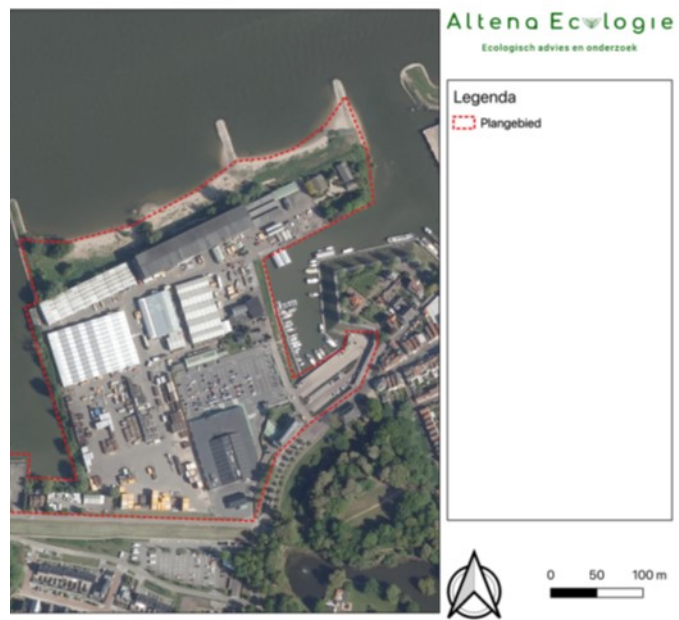 Altena Ecologie
Ecologisch advies en onderzoek
Legenda
Plangebied
0 50 100 m